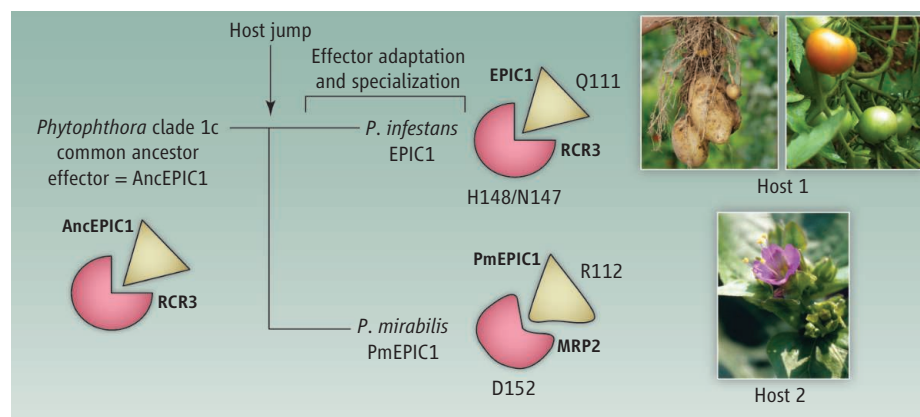 Host jump
Effector adaptation
and specialization
Phytophthora clade 1c
common ancestor
effector = AncEPIC1
AncEPIC1
RCR3
P. infestans
EPIC1
EPIC1
Q111
RCR3
H148/N147
Host 1
P. mirabilis
PmEPIC1
PmEPIC1
R112
MRP2
D152
Host 2